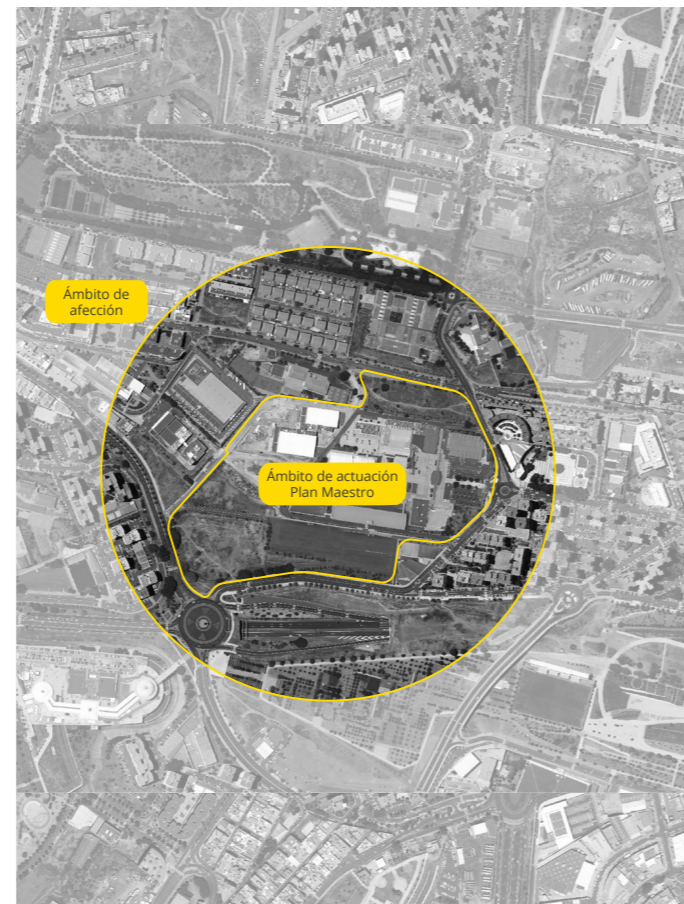 Ámbito de
afección
Ámbito de actuación
Plan Maestro